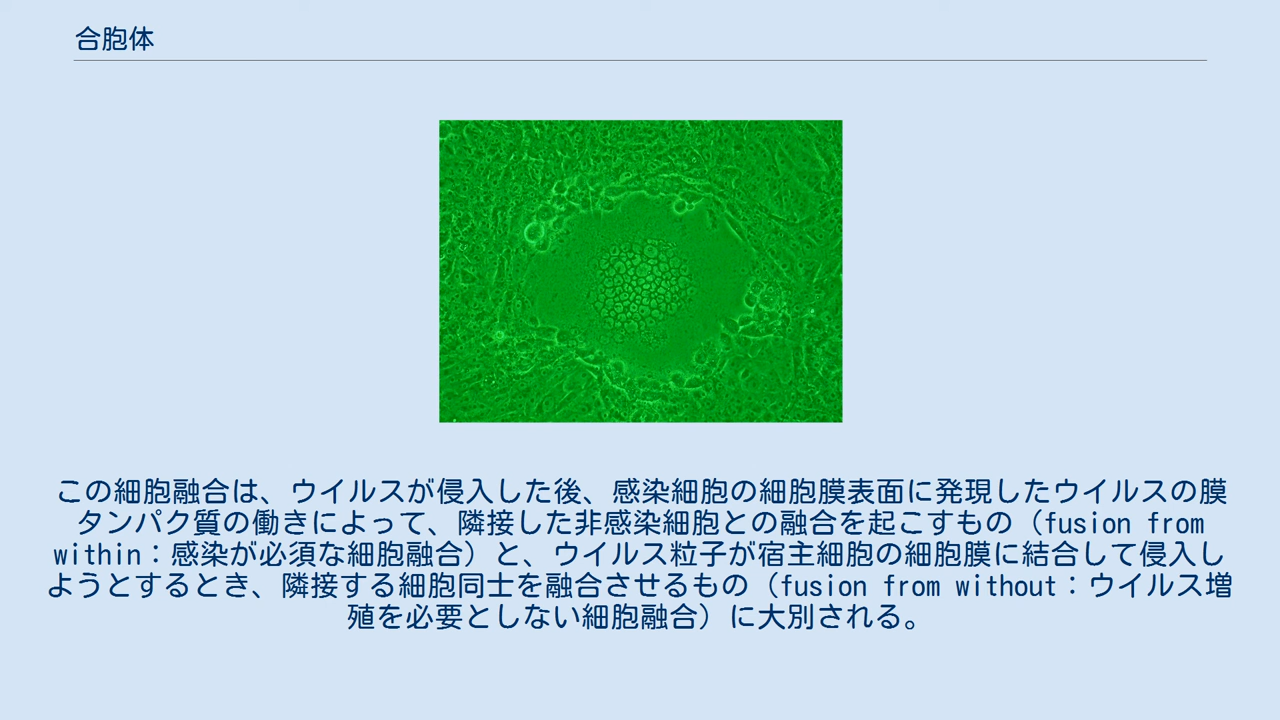 合胞体
この細胞融合は、ウイルスが侵入した後、感染細胞の細胞膜表面に発現したウイルスの膜
タンパク質の働きによって、隣接した非感染細胞との融合を起こすもの（fusion from
within：感染が必須な細胞融合）と、ウイルス粒子が宿主細胞の細胞膜に結合して侵入し
ようとするとき、隣接する細胞同士を融合させるもの（fusion from without：ウイルス増
殖を必要としない細胞融合）に大別される。